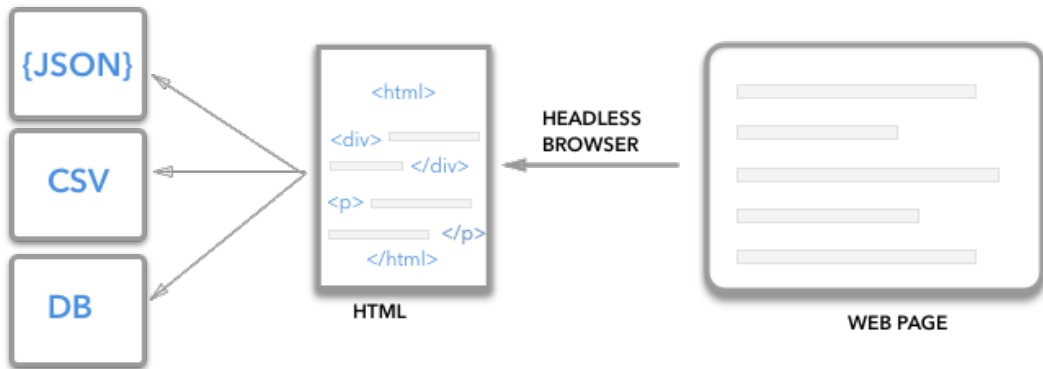 {JSON}
CSV
DB
<html>
<div>
</div>
<p>
</p>
</html>
HTML
HEADLESS
BROWSER
WEB PAGE